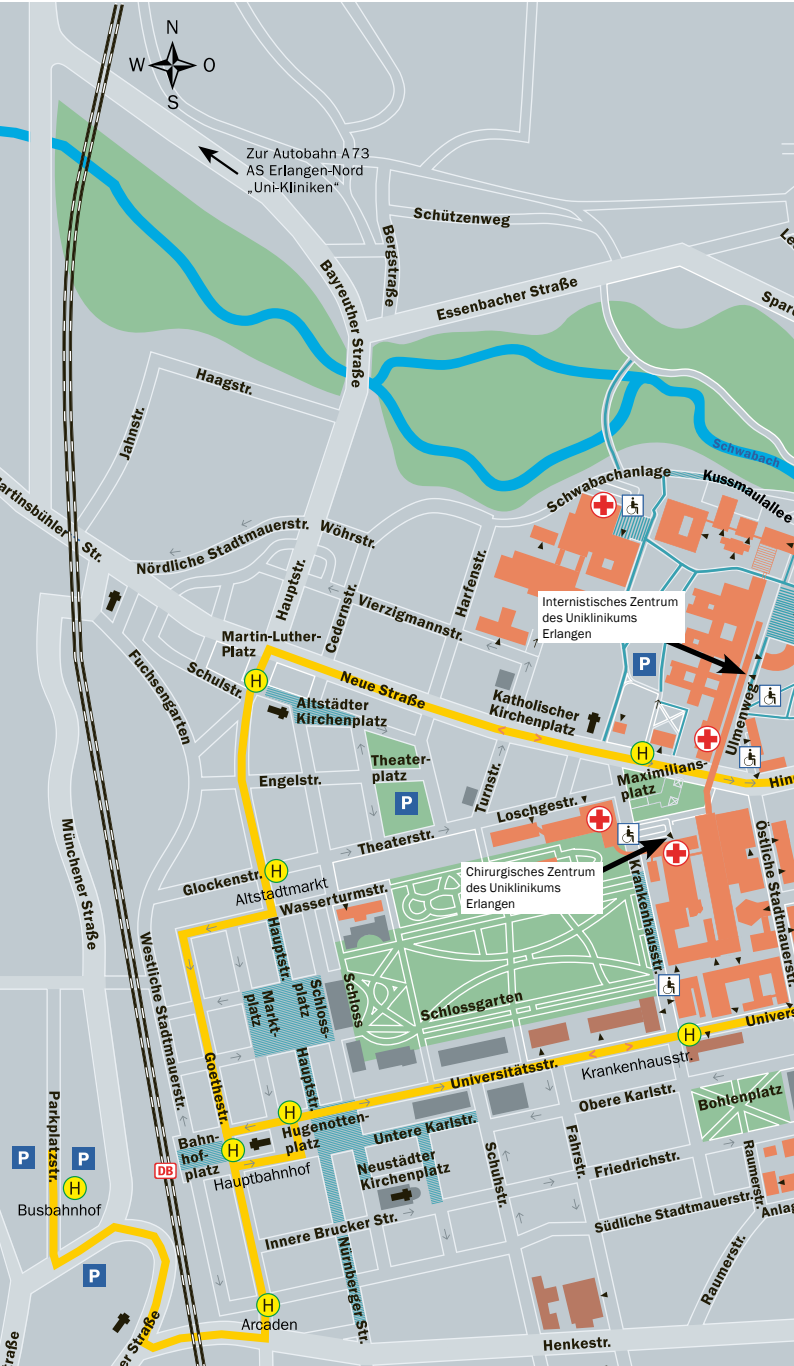 N
W
O
S
Zur Autobahn A73
AS Erlangen-Nord
„Uni-Kliniken“
Schützenweg
Bergstraße
Bayreuther Straße
Essenbacher Straße
Haagstr.
Jahnstr.
Schwabach
Schwabachanlage
Kussmaulallee
Str.
Nördliche Stadtmauerstr.
Wöhrstr.
Hauptstr.
Cedernstr.
Vierzigmannstr.
Harfenstr.
Internistisches Zentrum
des Uniklinikums
Erlangen
P
Martin-Luther-
Platz
Schulstr.
Fuchsengarten
H
Neue Straße
Altstädter
Kirchenplatz
Katholischer
Kirchenplatz
Ulmenweg
H
Maximilians-
platz
Theater-
platz
P
Engelstr.
Turnstr.
Loschgestr.
Theaterstr.
Münchener Straße
Glockenstr.
H
Altstadtmarkt
Wasserturmstr.
Chirurgisches Zentrum
des Uniklinikums
Erlangen
Krankenhausstr.
Östliche Stadtmauerstr.
Westliche Stadtmauerstr.
Hauptstr.
Markt-
platz
Schloss-
platz
Schloss
Schlossgarten
Goethestr.
Hauptstr.
Universitätsstr.
H
Krankenhausstr.
Parkplatzstr.
P
P
H
Busbahnhof
DB
Bahn-
hof-
platz
H
Hauptbahnhof
H
Hugenotten-
platz
Untere Karlstr.
Obere Karlstr.
Bohlenplatz
Neustädter
Kirchenplatz
Schuhstr.
Fahrstr.
Friedrichstr.
Raumerstr.
Südliche Stadtmauerstr.
Innere Brucker Str.
Nürnberger Str.
P
H
Arcaden
Raumerstr.
Henkestr.